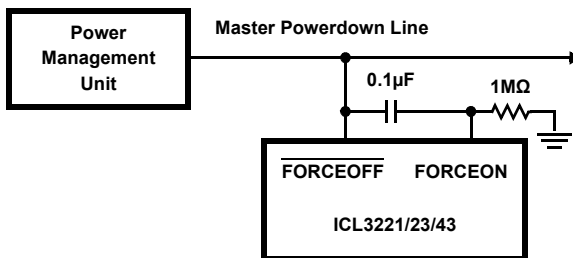 Power
Management
Unit
Master Powerdown Line
0.1µF
1MΩ
FORCEOFF FORCEON
ICL3221/23/43